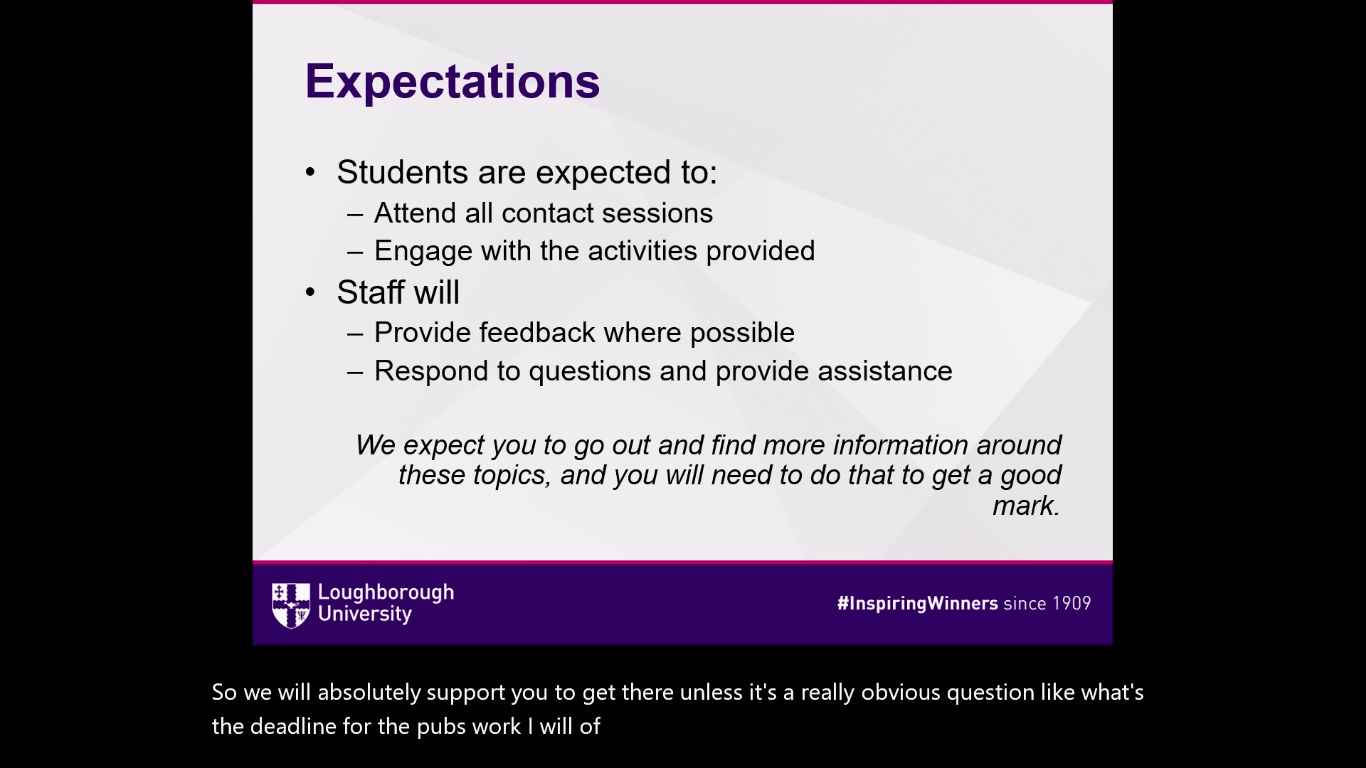 Expectations
• Students are expected to:
– Attend all contact sessions
– Engage with the activities provided
• Staff will
– Provide feedback where possible
– Respond to questions and provide assistance
We expect you to go out and find more information around
these topics, and you will need to do that to get a good
mark.
Loughborough
University
#InspiringWinners since 1909
So we will absolutely support you to get there unless it's a really obvious question like what's
the deadline for the pubs work I will of